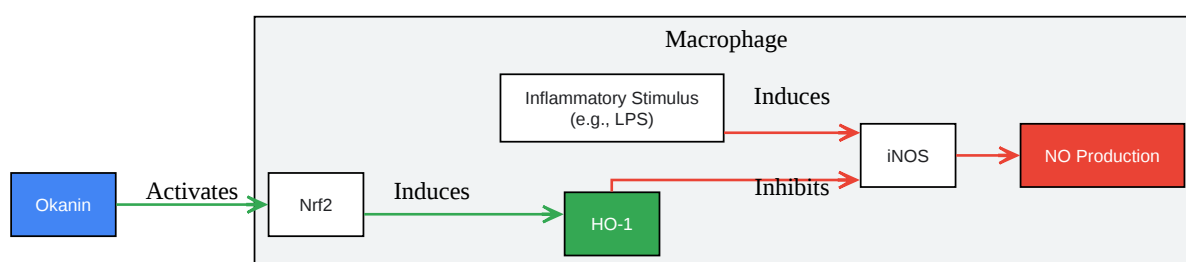 Macrophage
Inflammatory Stimulus
(e.g., LPS)
Induces
iNOS
NO Production
Okanin
Activates
Nrf2
Induces
HO-1
Inhibits